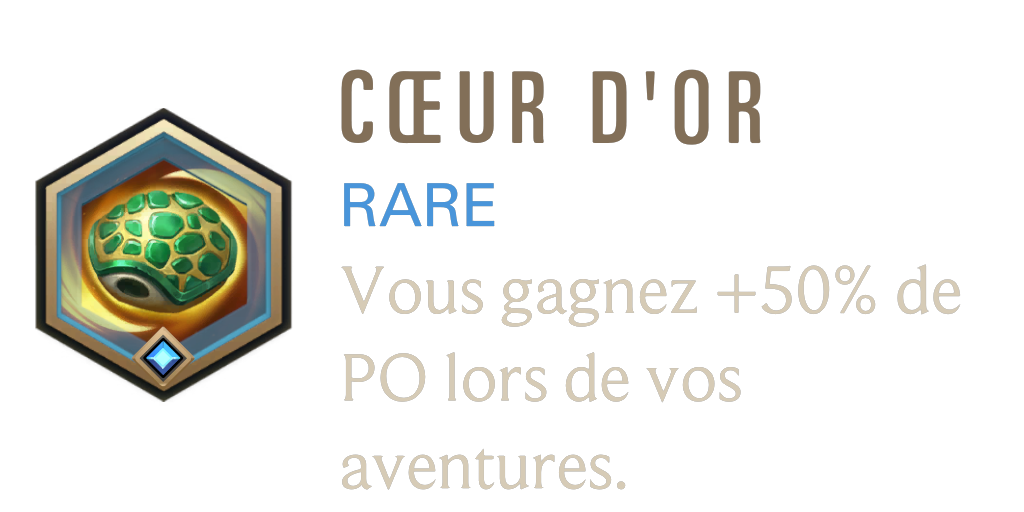 CŒUR D'OR
RARE
Vous gagnez +50% de
PO lors de vos
aventures.